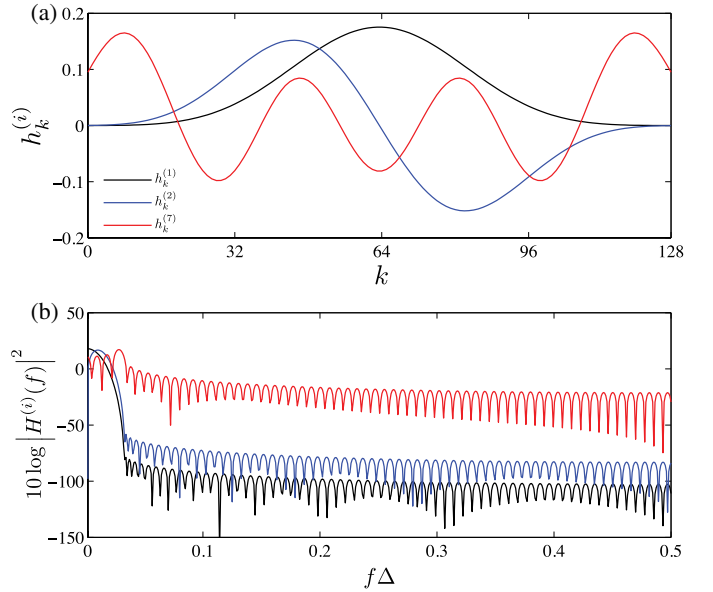 (a)
0.2
0.1
0
-0.1
-0.2
h_k^{(i)}
h_k^{(1)}
h_k^{(2)}
h_k^{(7)}
0 32 64 96 128
k
(b)
50
0
-50
-100
-150
10 log|H^{(i)}(f)|^2
0 0.1 0.2 0.3 0.4 0.5
fΔ